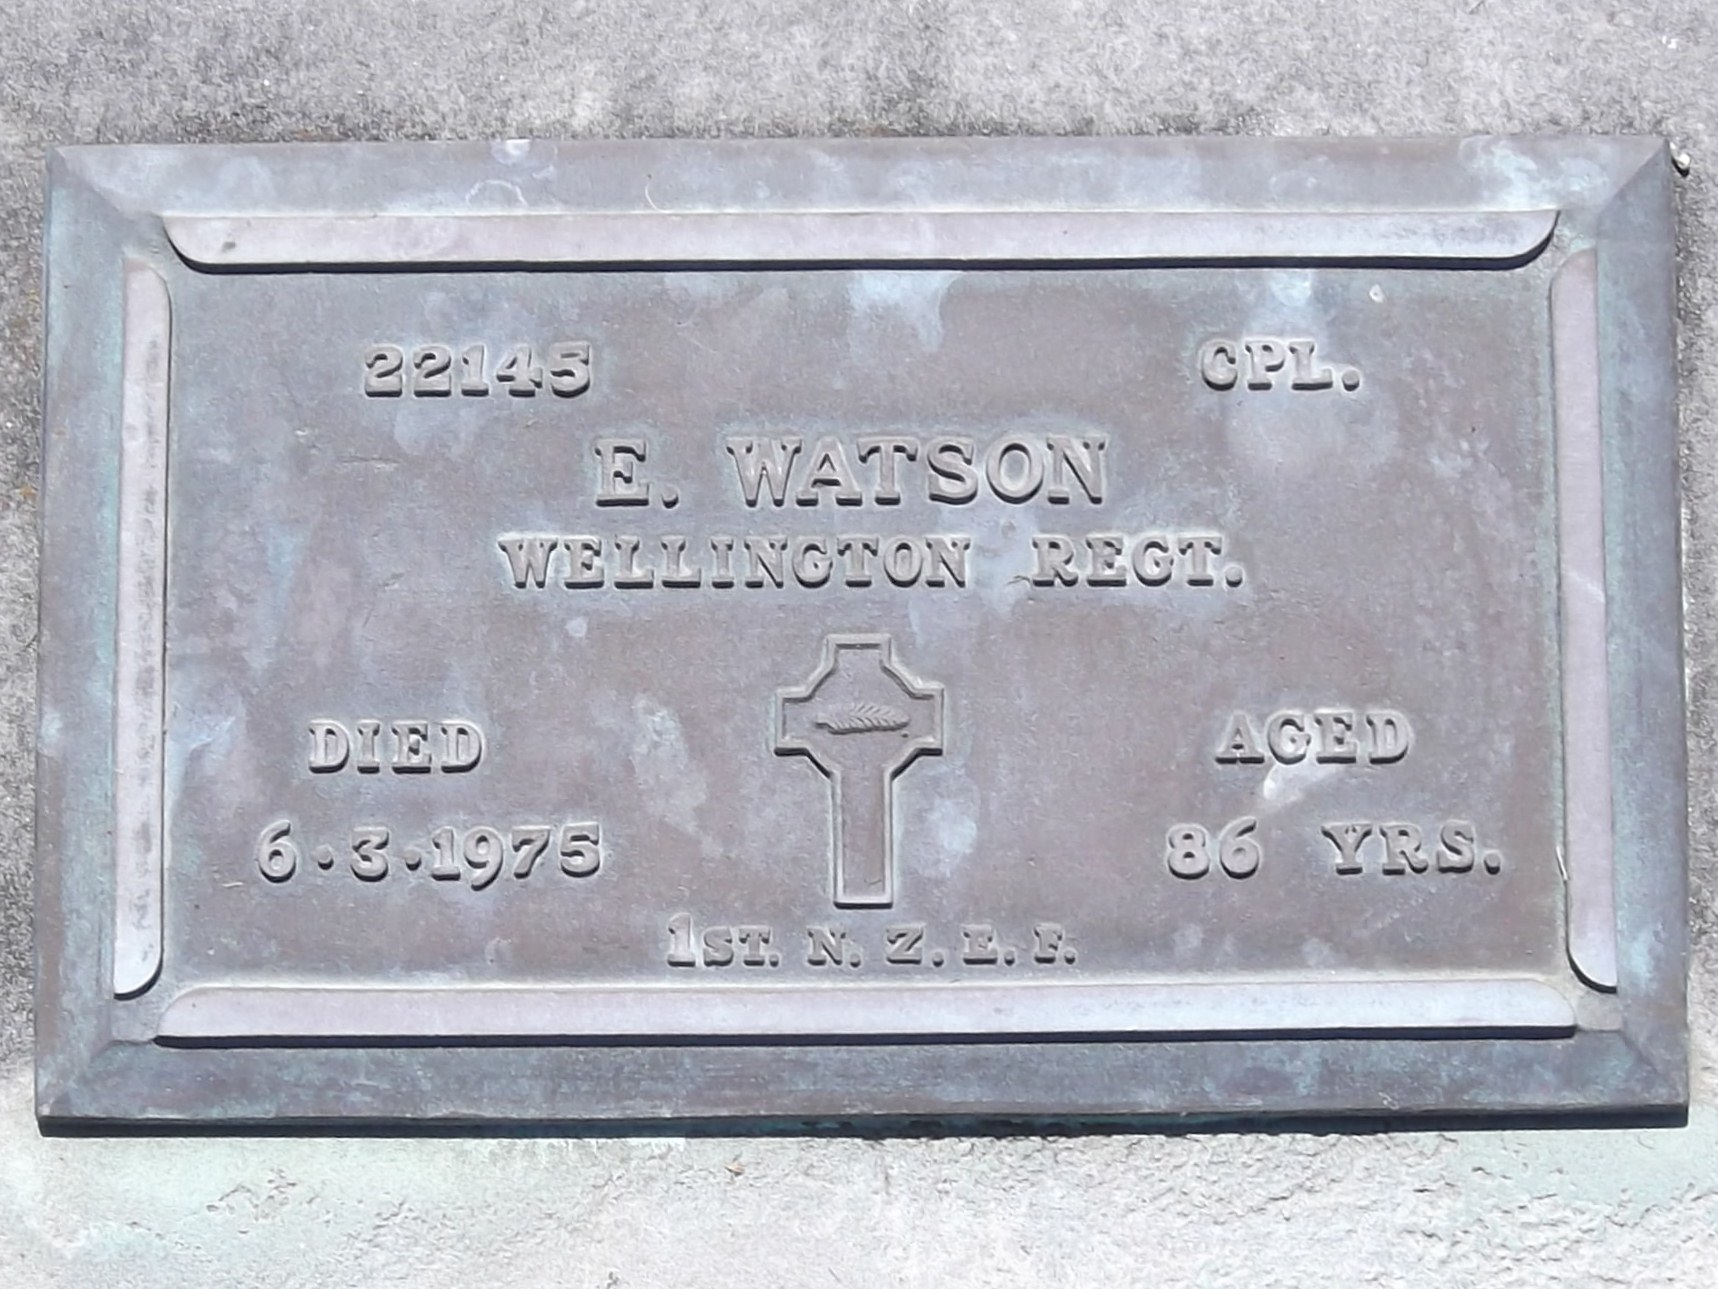 22145 CPL.
E. WATSON
WELLINGTON REGT.
DIED AGED
6·3·1975 86 YRS.
1ST. N. Z. E. F.